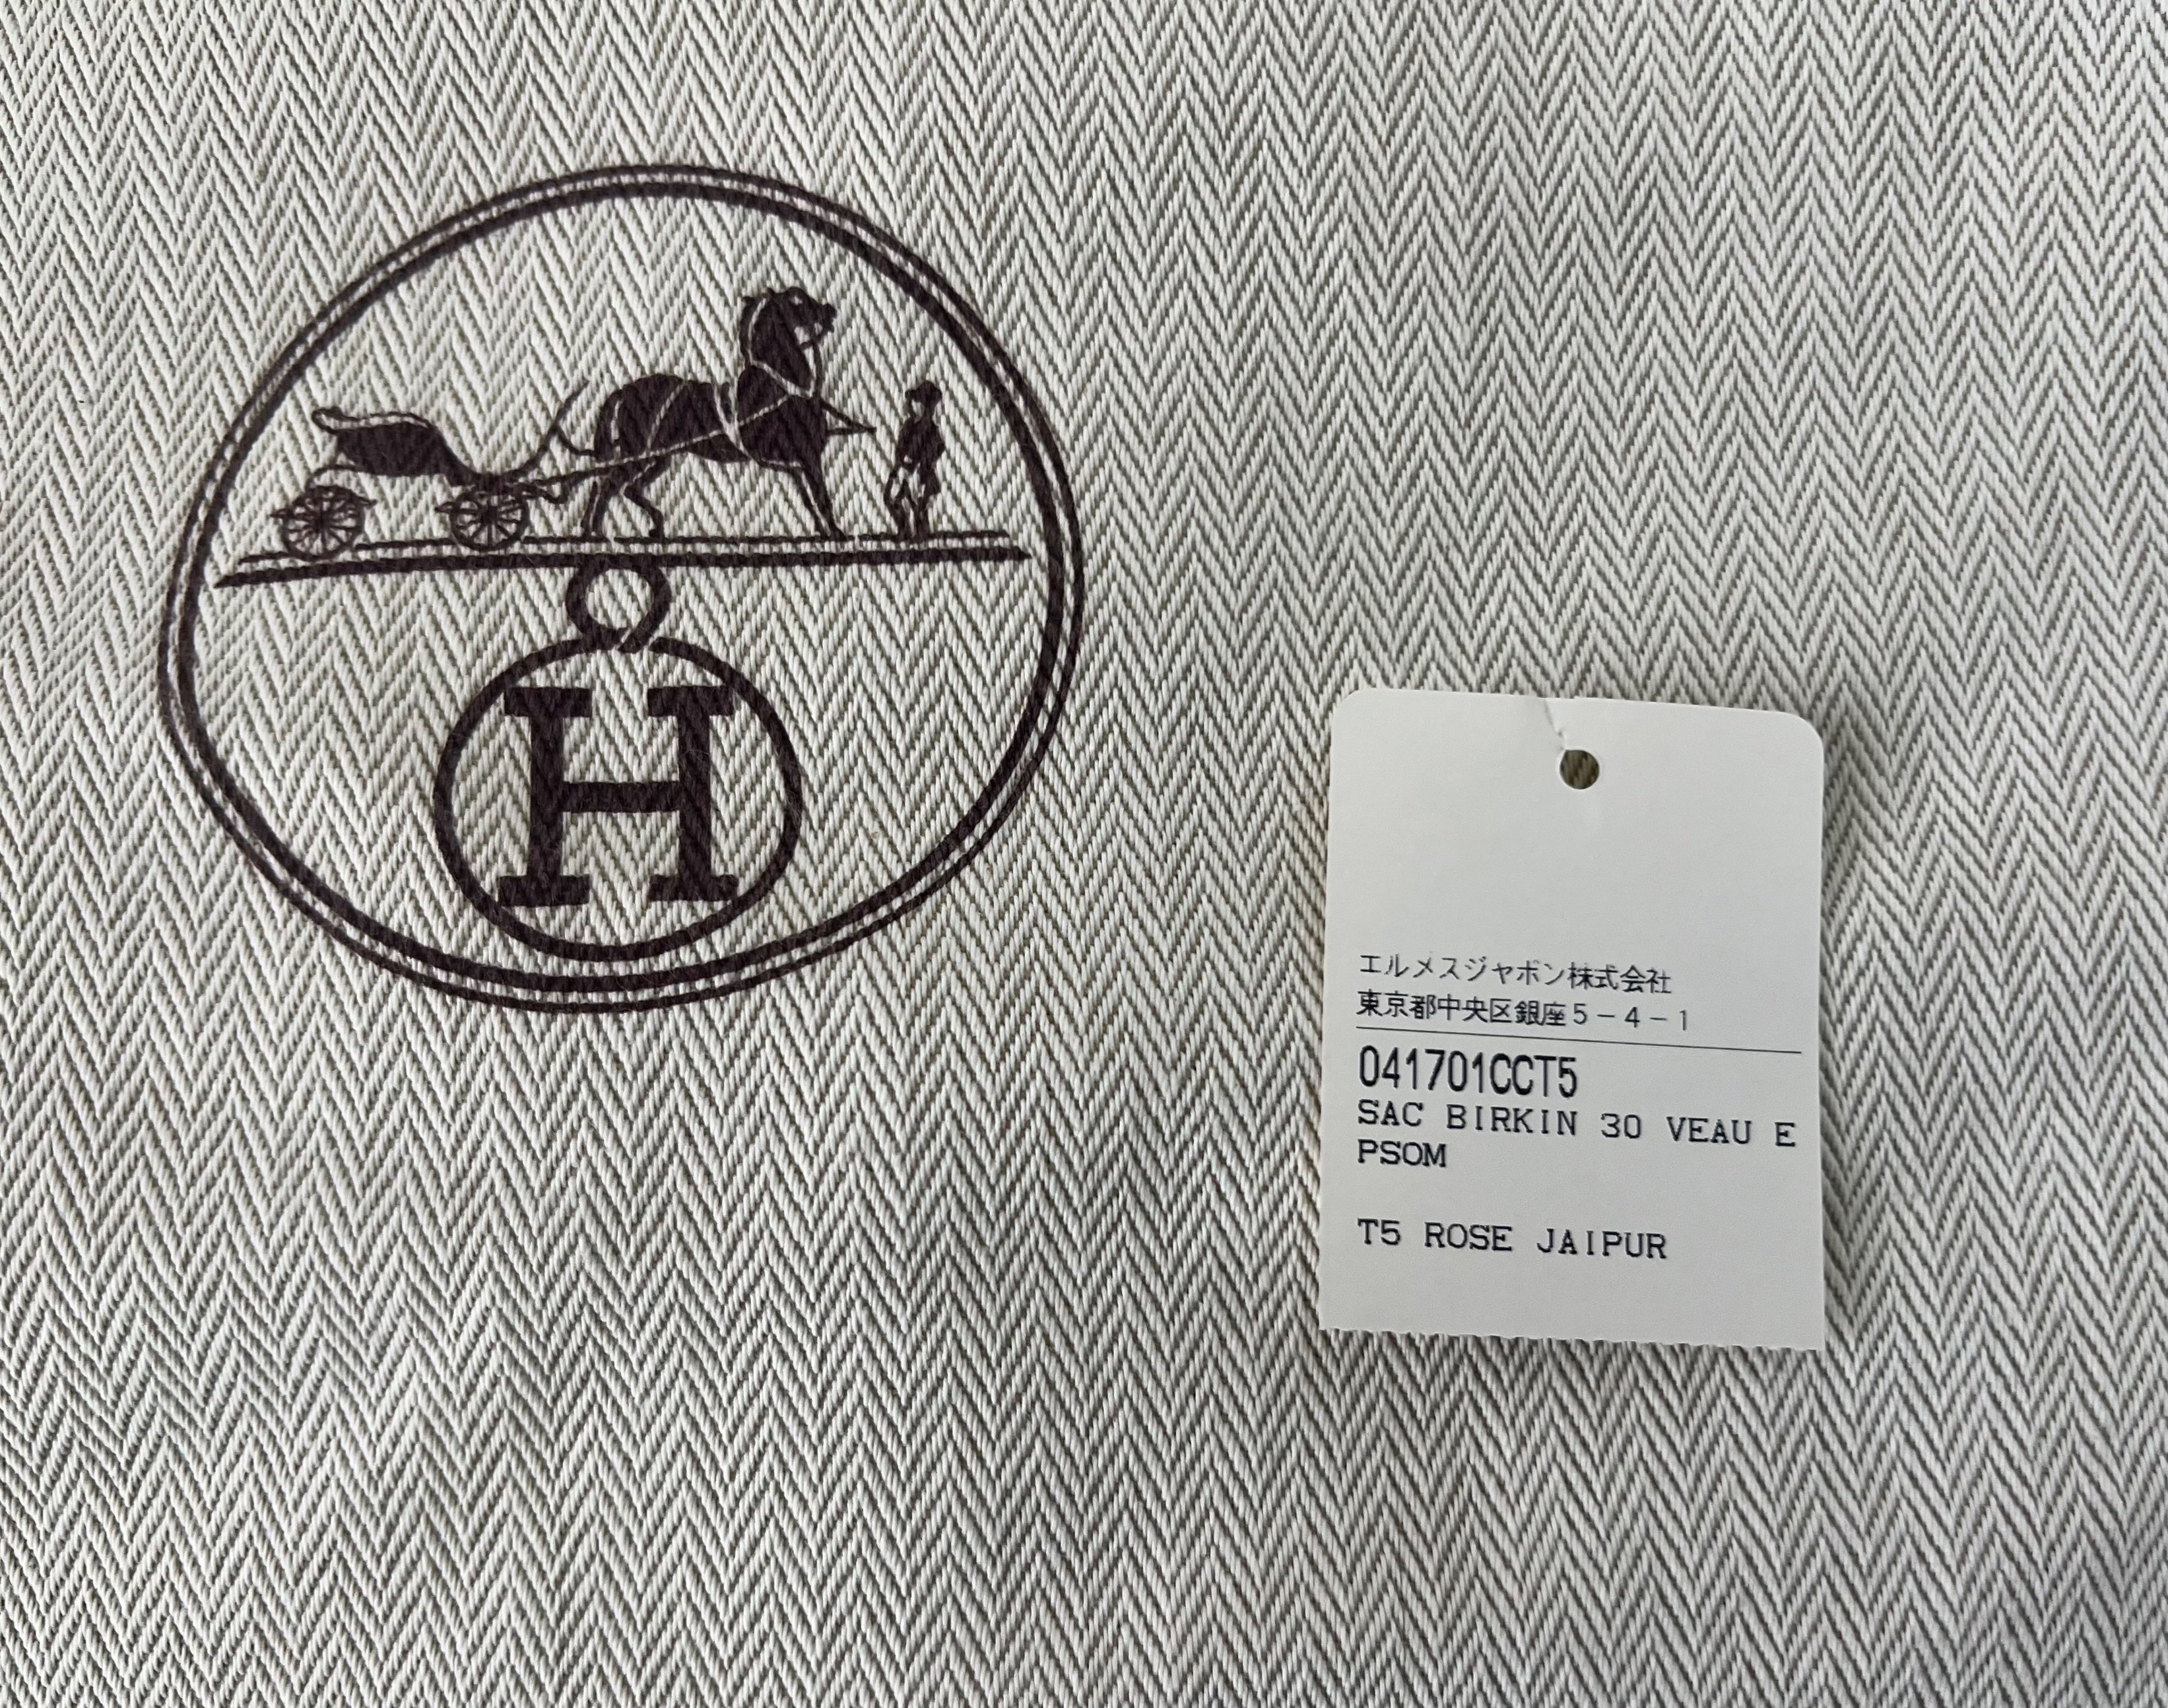 H
エルメスジャポン株式会社
東京都中央区銀座5-4-1
041701CCT5
SAC BIRKIN 30 VEAU E
PSOM
T5 ROSE JAIPUR